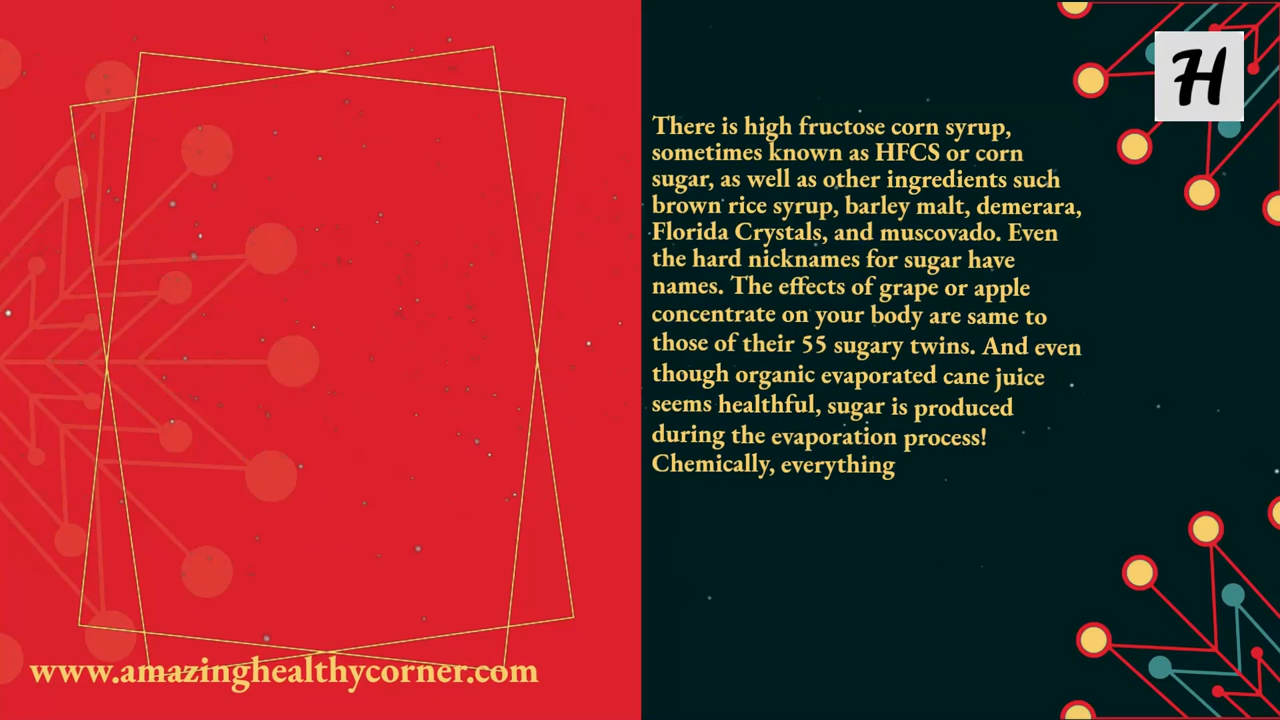 H
There is high fructose corn syrup,
sometimes known as HFCS or corn
sugar, as well as other ingredients such
brown rice syrup, barley malt, demerara,
Florida Crystals, and muscovado. Even
the hard nicknames for sugar have
names. The effects of grape or apple
concentrate on your body are same to
those of their 55 sugary twins. And even
though organic evaporated cane juice
seems healthful, sugar is produced
during the evaporation process!
Chemically, everything
www.amazinghealthycorner.com